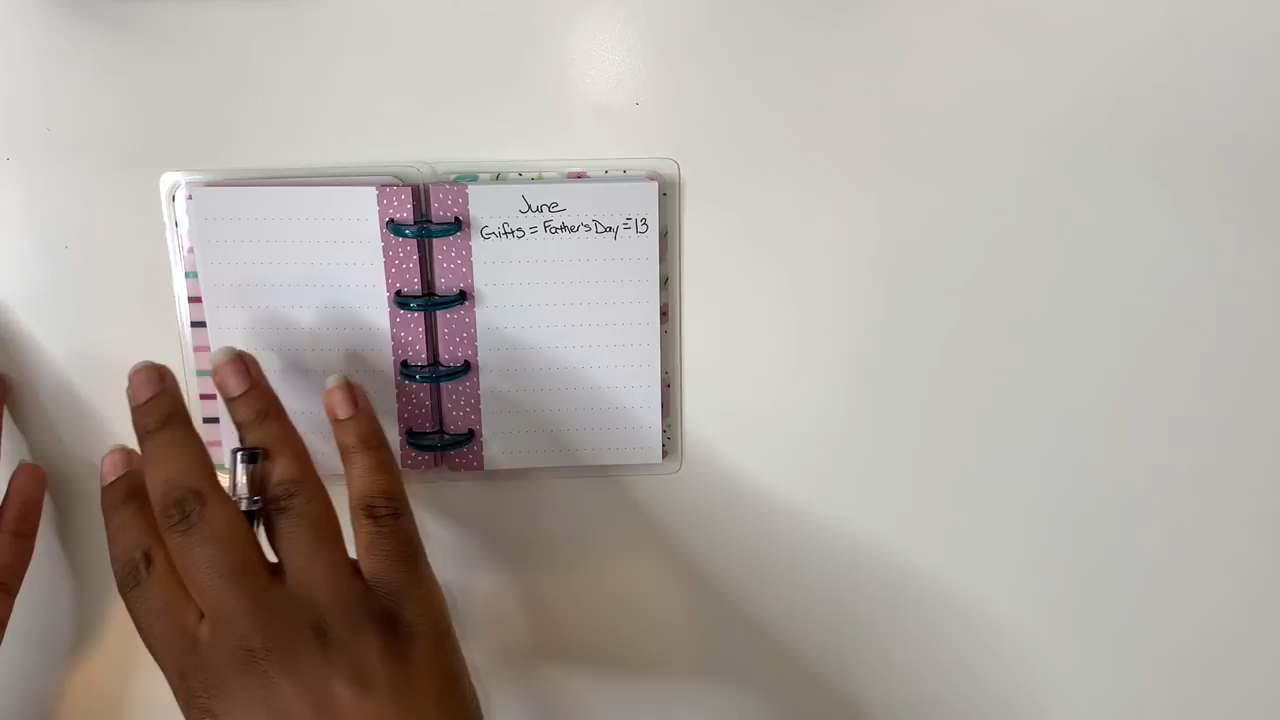 June
Gifts = Father's Day = 13